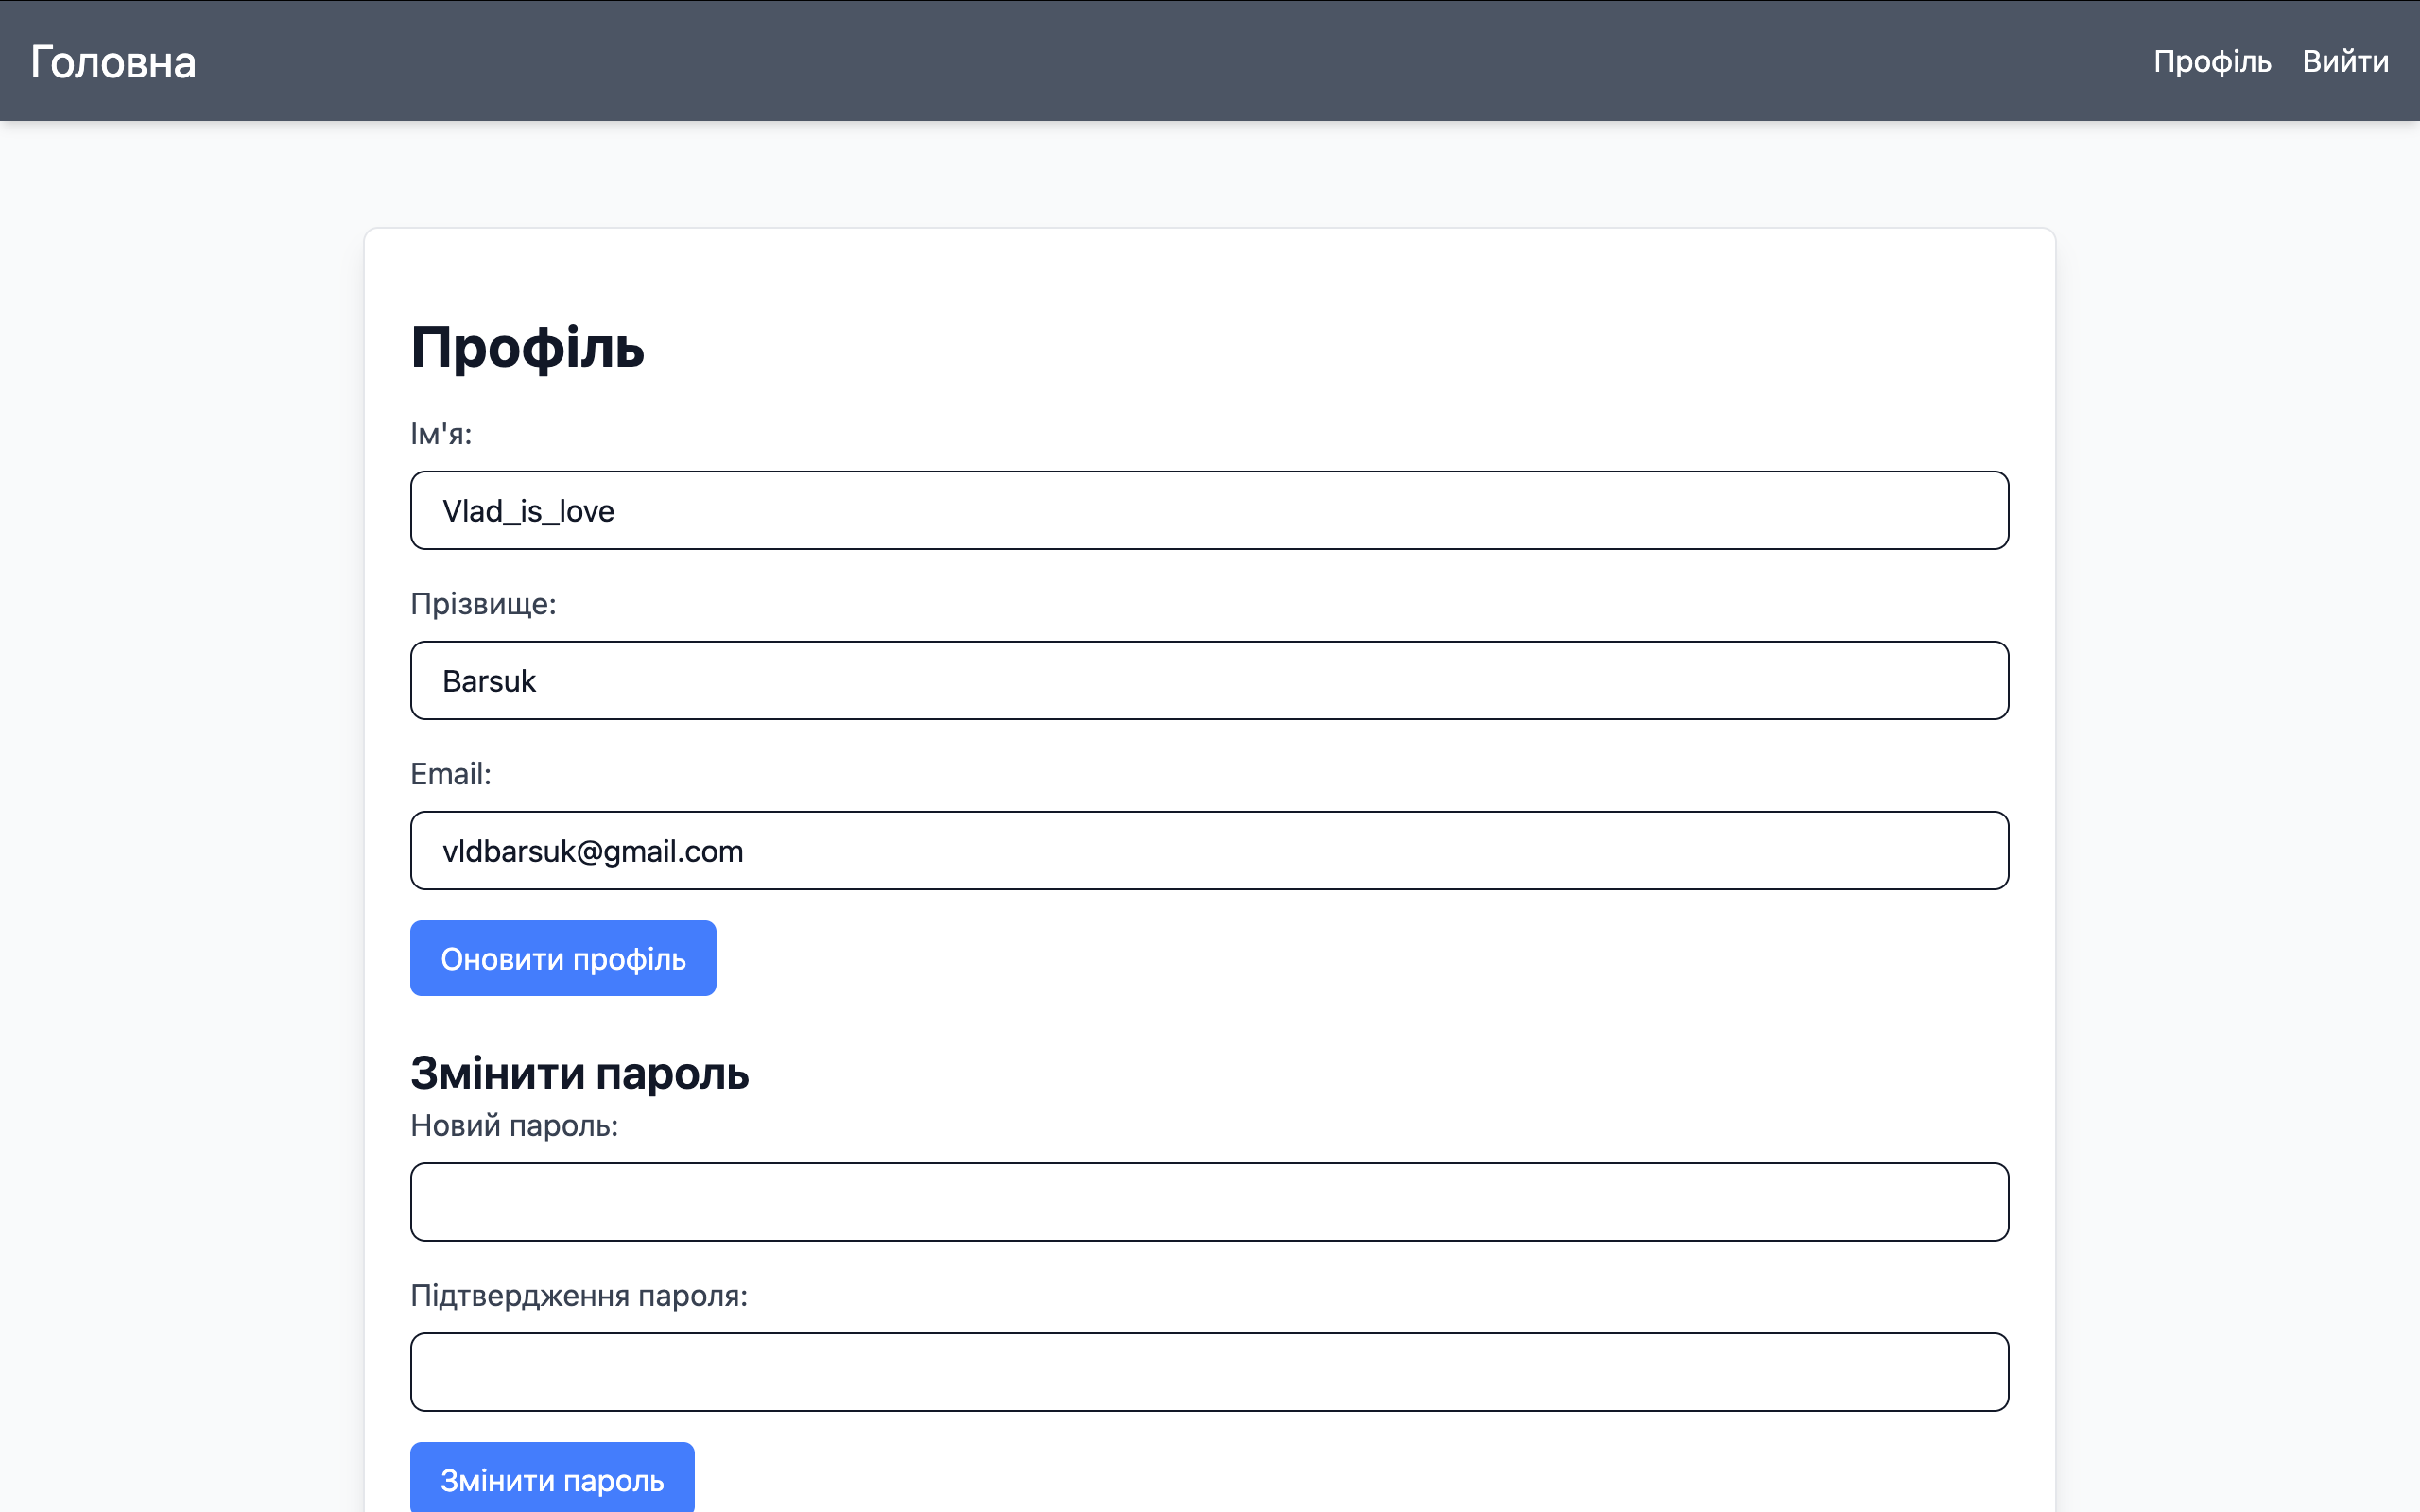 Головна
Профіль Вийти
Профіль
Ім'я:
Vlad_is_love
Прізвище:
Barsuk
Email:
vldbarsuk@gmail.com
Оновити профіль
Змінити пароль
Новий пароль:
Підтвердження пароля:
Змінити пароль